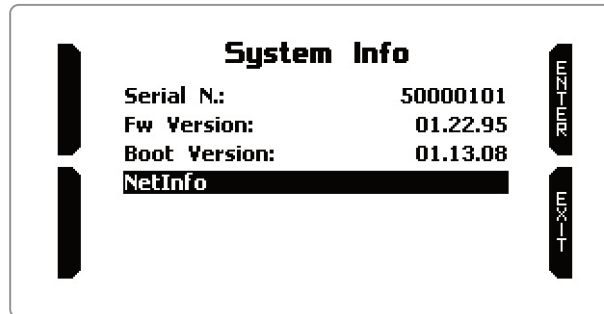 System Info
Serial N.: 50000101
Fw Version: 01.22.95
Boot Version: 01.13.08
NetInfo
ENTER
EXIT